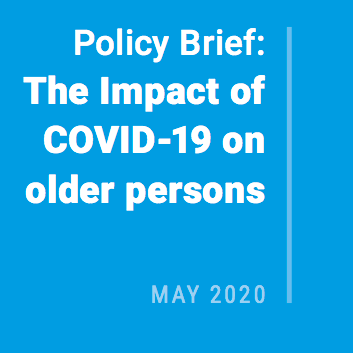 Policy Brief:
The Impact of
COVID-19 on
older persons
MAY 2020